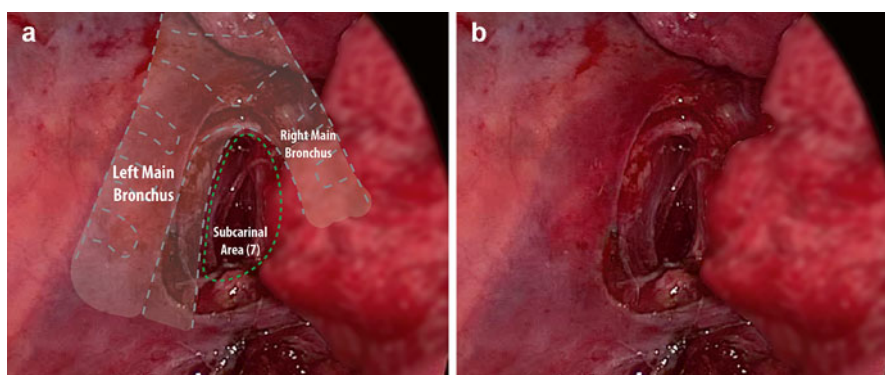 a
b
Right Main
Bronchus
Left Main
Bronchus
Subcarinal
Area (7)